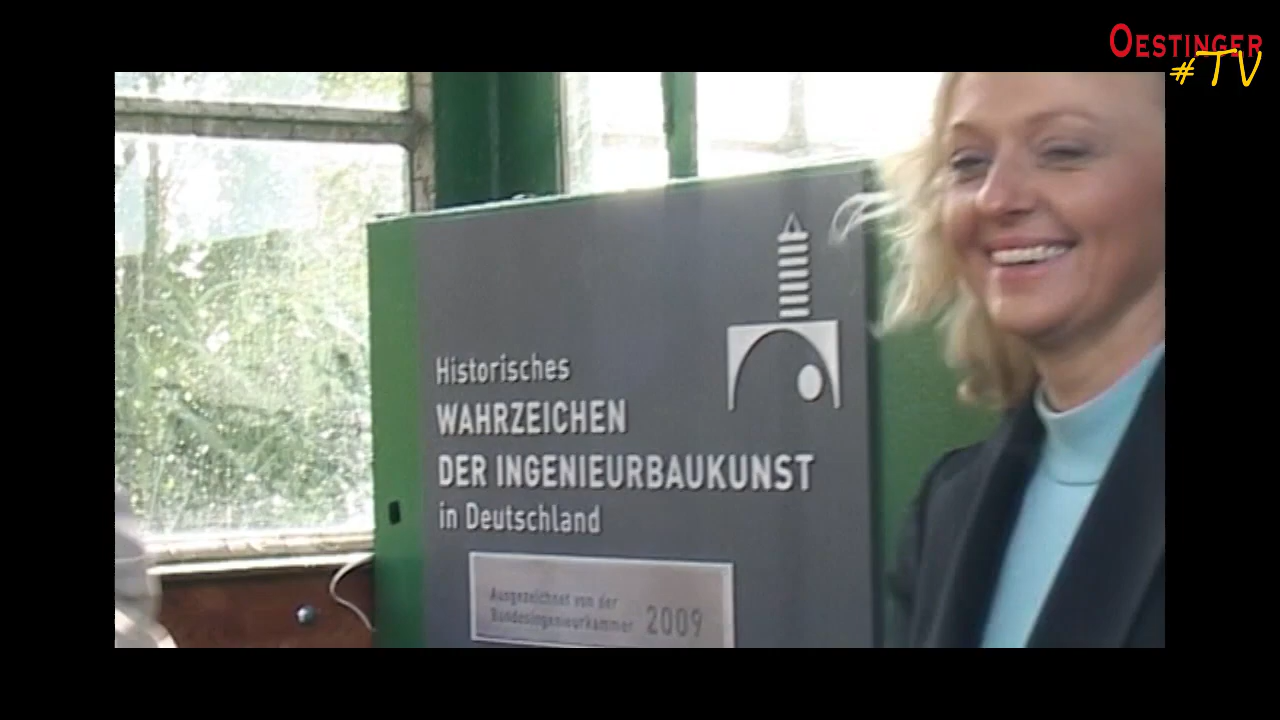 OESTINGER
#TV
Historisches
WAHRZEICHEN
DER INGENIEURBAUKUNST
in Deutschland
Ausgezeichnet von der
Bundesingenieurkammer 2009